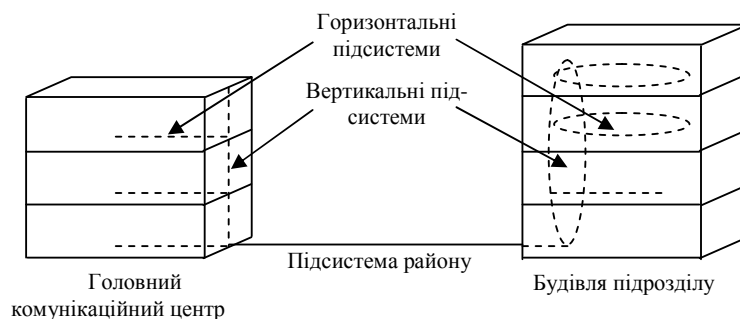 Горизонтальні
підсистеми
Вертикальні під-
системи
Підсистема району
Головний
комунікаційний центр
Будівля підрозділу